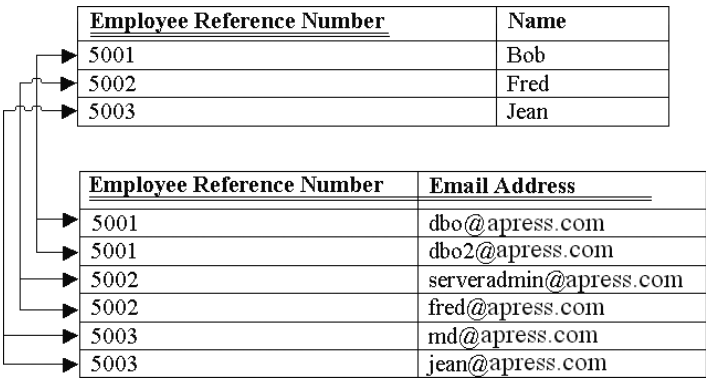 Employee Reference Number Name
5001 Bob
5002 Fred
5003 Jean
Employee Reference Number Email Address
5001 dbo@apress.com
5001 dbo2@apress.com
5002 serveradmin@apress.com
5002 fred@apress.com
5003 md@apress.com
5003 jean@apress.com